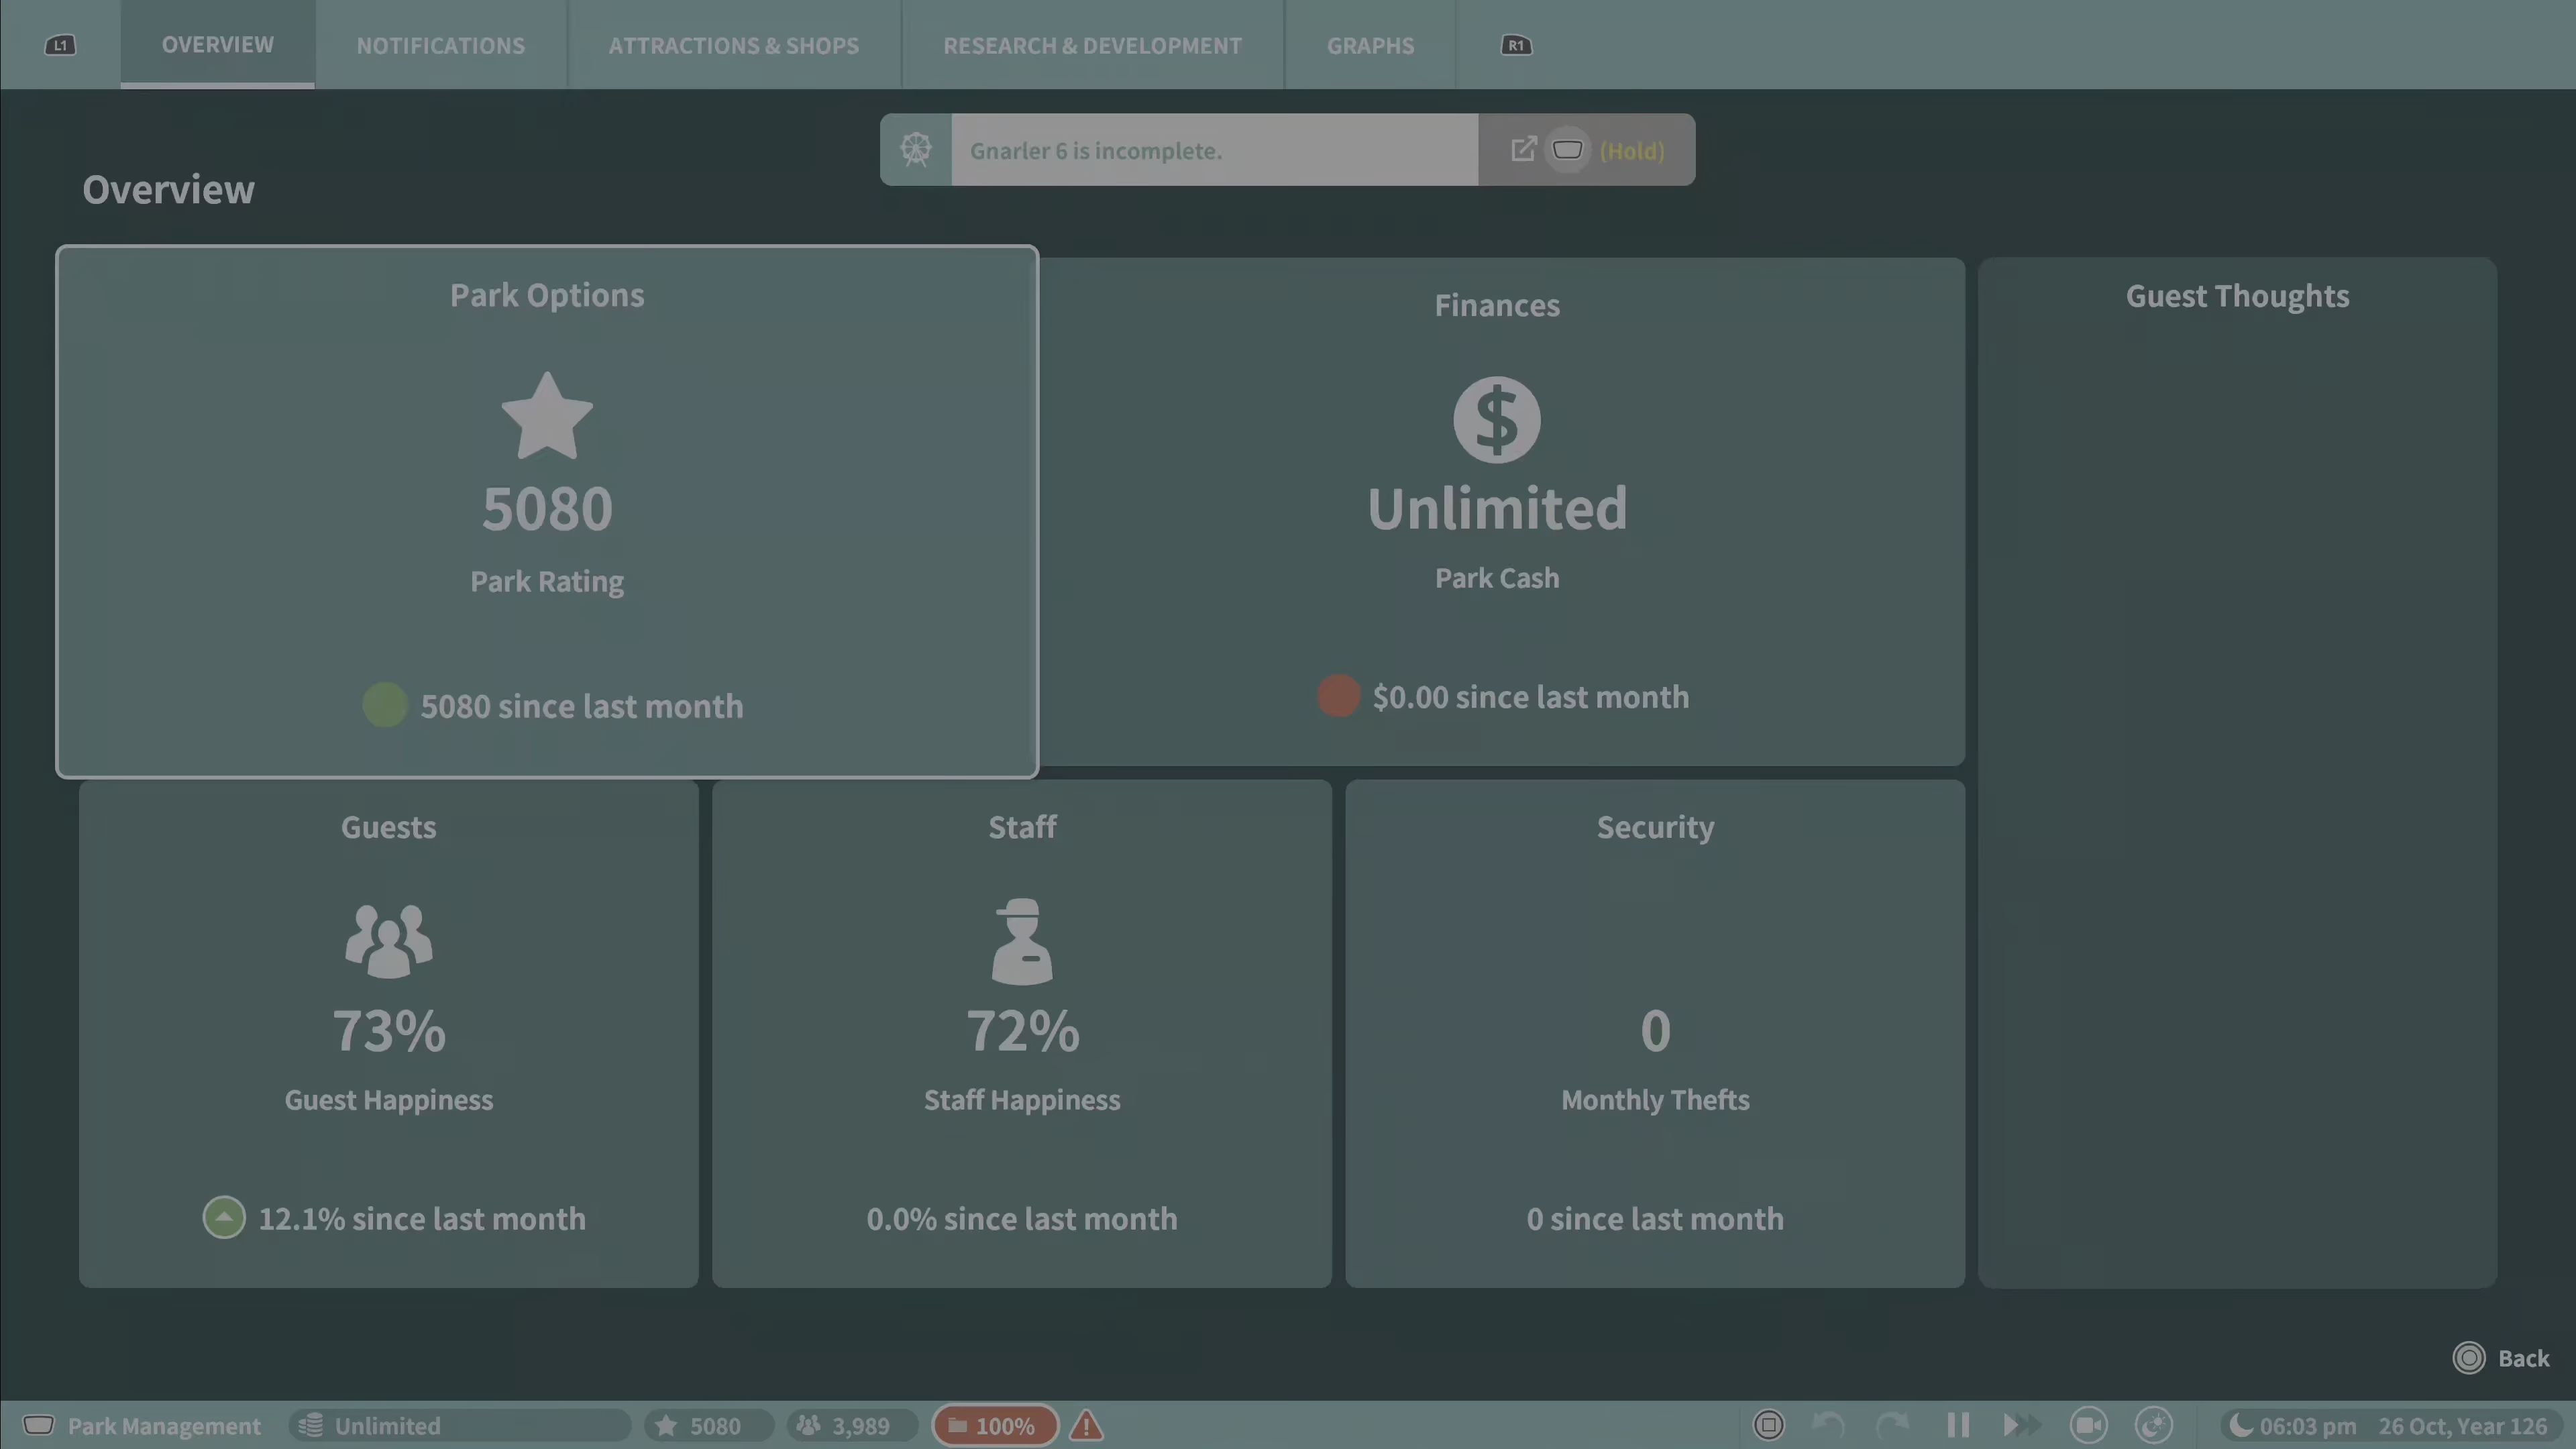 L1
OVERVIEW
NOTIFICATIONS
ATTRACTIONS & SHOPS
RESEARCH & DEVELOPMENT
GRAPHS
R1
Gnarler 6 is incomplete.
(Hold)
Overview
Park Options
5080
Park Rating
5080 since last month
Finances
$
Unlimited
Park Cash
$0.00 since last month
Guest Thoughts
Guests
73%
Guest Happiness
12.1% since last month
Staff
72%
Staff Happiness
0.0% since last month
Security
0
Monthly Thefts
0 since last month
Back
Park Management
Unlimited
5080
3,989
100%
06:03 pm
26 Oct, Year 126